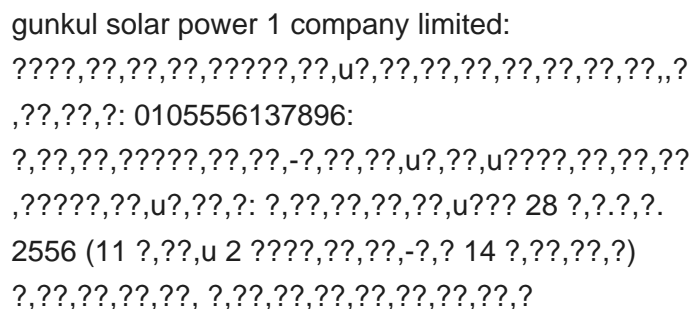 gunkul solar power 1 company limited:
????,??,??,??,?????,??,u?,??,??,??,??,??,??,??,,?
,??,??,?: 0105556137896:
?,??,??,?????,??,??,-?,??,??,u?,??,u????,??,??,??
,?????,??,u?,??,?: ?,??,??,??,??,u??? 28 ?,?.?,?.
2556 (11 ?,??,u 2 ????,??,??,-?,? 14 ?,??,??,?)
?,??,??,??,??, ?,??,??,??,??,??,??,??,?